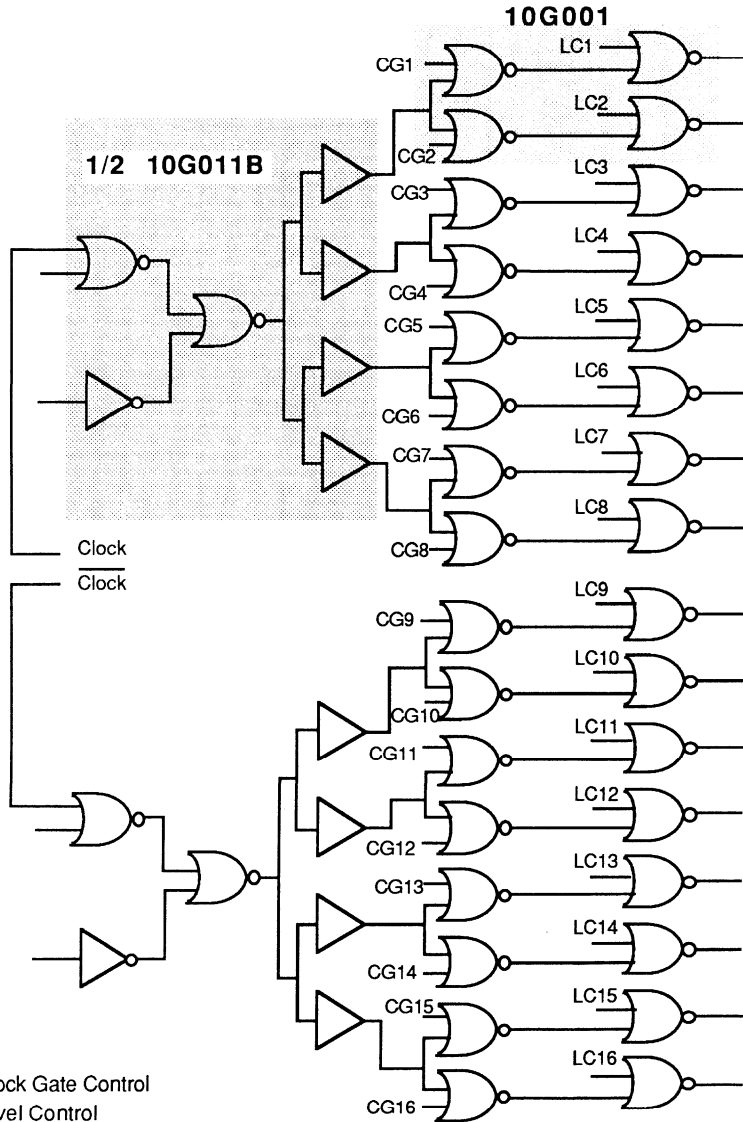 10G001
LC1
CG1
LC2
CG2
1/2 10G011B
LC3
CG3
LC4
CG4
LC5
CG5
LC6
CG6
LC7
CG7
LC8
CG8
Clock
Clock
LC9
CG9
LC10
CG10
LC11
CG11
LC12
CG12
LC13
CG13
LC14
CG14
LC15
CG15
LC16
CG16
ock Gate Control
vel Control